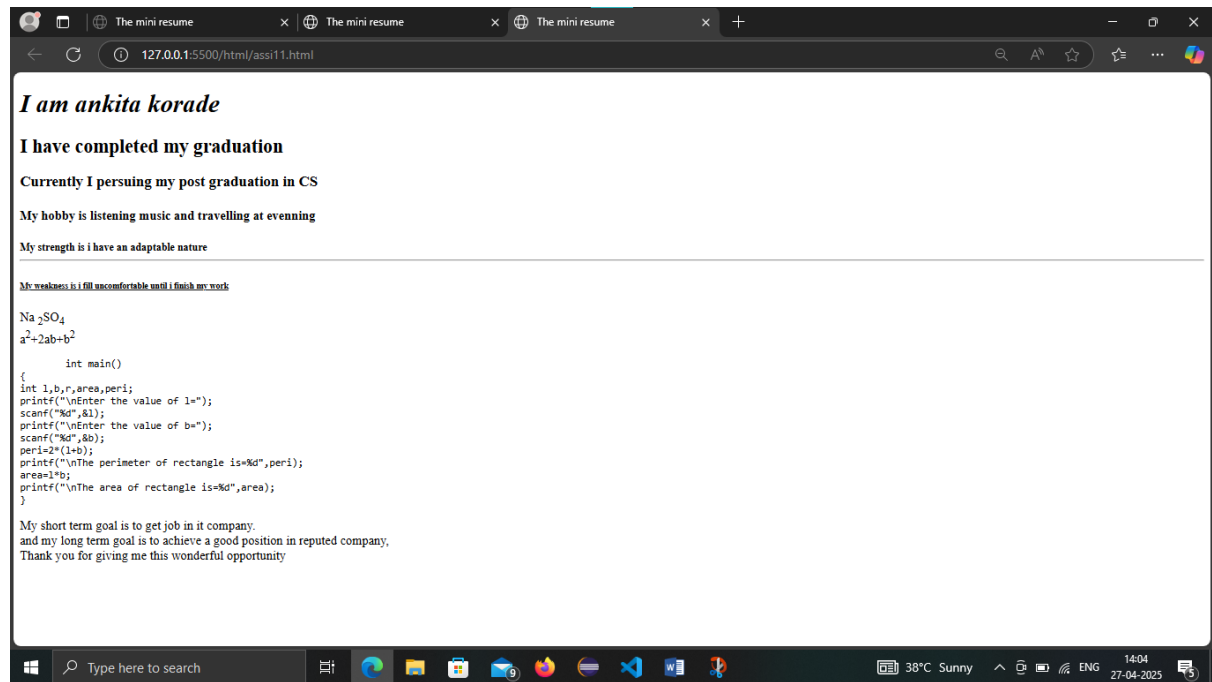 The mini resume
The mini resume
The mini resume
127.0.0.1:5500/html/assi11.html
I am ankita korade
I have completed my graduation
Currently I persuing my post graduation in CS
My hobby is listening music and travelling at evenning
My strength is i have an adaptable nature
My weakness is i fill uncomfortable until i finish my work
Na 2SO4
a2+2ab+b2
int main()
{
int l,b,r,area,peri;
printf("\nEnter the value of l=");
scanf("%d",&l);
printf("\nEnter the value of b=");
scanf("%d",&b);
peri=2*(l+b);
printf("\nThe perimeter of rectangle is=%d",peri);
area=l*b;
printf("\nThe area of rectangle is=%d",area);
}
My short term goal is to get job in it company.
and my long term goal is to achieve a good position in reputed company,
Thank you for giving me this wonderful opportunity
Type here to search
9
38°C Sunny
ENG
14:04
27-04-2025
5